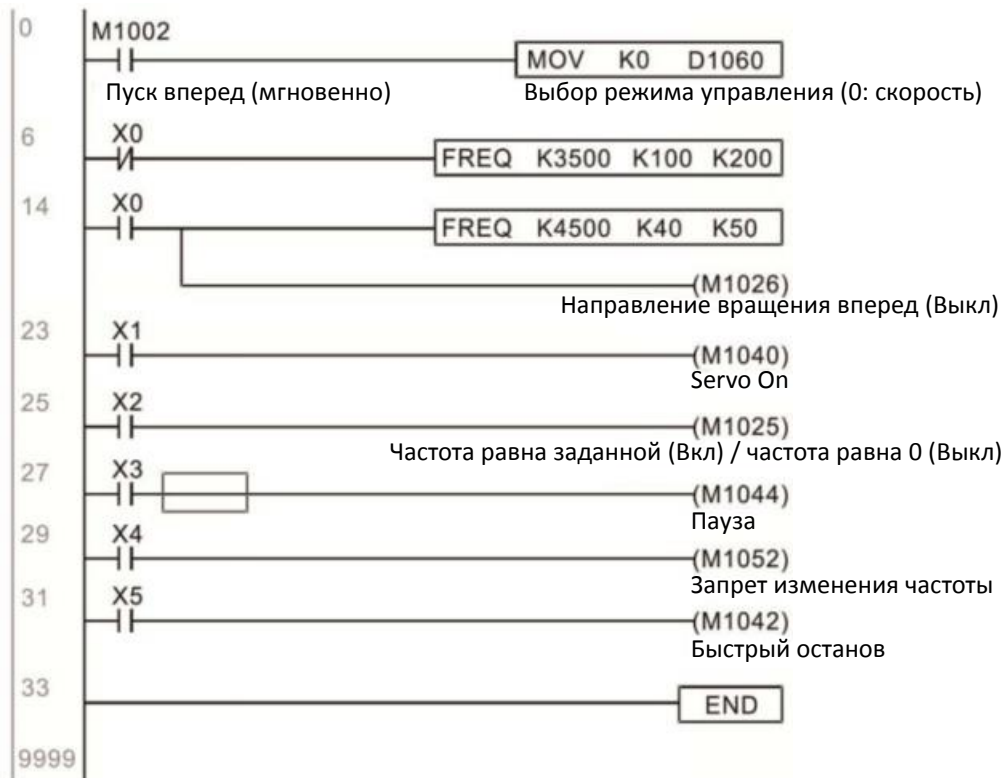 0
M1002
MOV K0 D1060
Пуск вперед (мгновенно) Выбор режима управления (0: скорость)
6
X0
FREQ K3500 K100 K200
14
X0
FREQ K4500 K40 K50
(M1026)
Направление вращения вперед (Выкл)
23
X1
(M1040)
Servo On
25
X2
(M1025)
Частота равна заданной (Вкл) / частота равна 0 (Выкл)
27
X3
(M1044)
Пауза
29
X4
(M1052)
Запрет изменения частоты
31
X5
(M1042)
Быстрый останов
33
END
9999